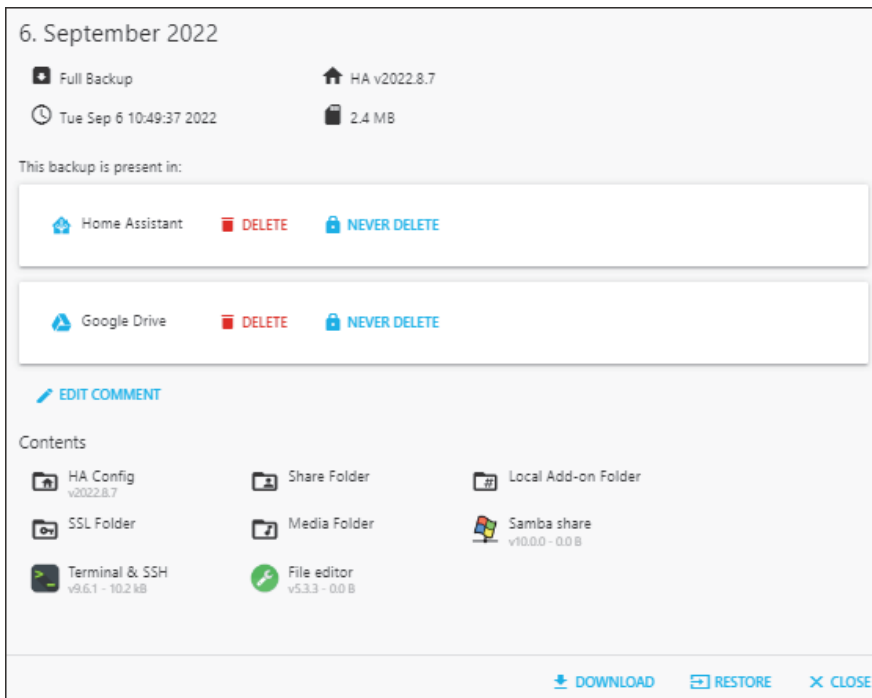 6. September 2022
Full Backup
HA v2022.8.7
Tue Sep 6 10:49:37 2022
2.4 MB
This backup is present in:
Home Assistant
DELETE
NEVER DELETE
Google Drive
DELETE
NEVER DELETE
EDIT COMMENT
Contents
HA Config
v2022.8.7
Share Folder
Local Add-on Folder
SSL Folder
Media Folder
Samba share
v10.0.0 - 0.0 B
Terminal & SSH
v9.6.1 - 10.2 kB
File editor
v5.3.3 - 0.0 B
DOWNLOAD
RESTORE
CLOSE